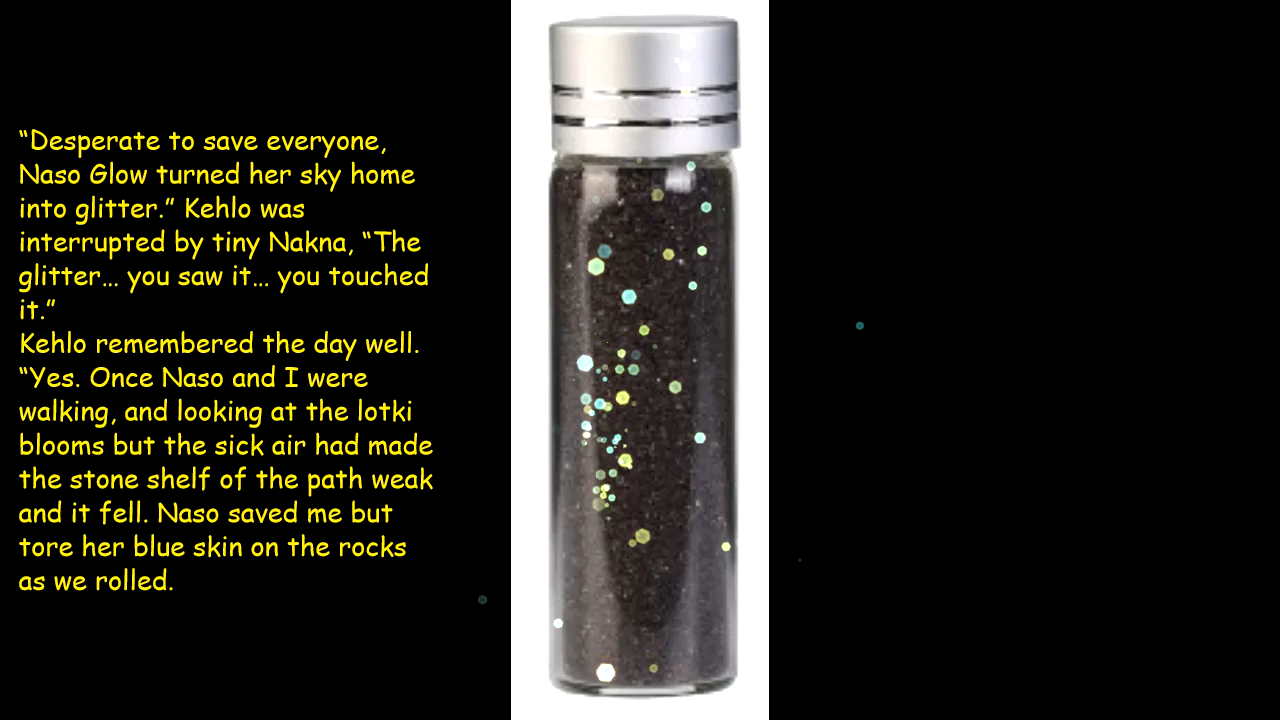 “Desperate to save everyone,
Naso Glow turned her sky home
into glitter.” Kehlo was
interrupted by tiny Nakna, “The
glitter… you saw it… you touched
it.”
Kehlo remembered the day well.
“Yes. Once Naso and I were
walking, and looking at the lotki
blooms but the sick air had made
the stone shelf of the path weak
and it fell. Naso saved me but
tore her blue skin on the rocks
as we rolled.